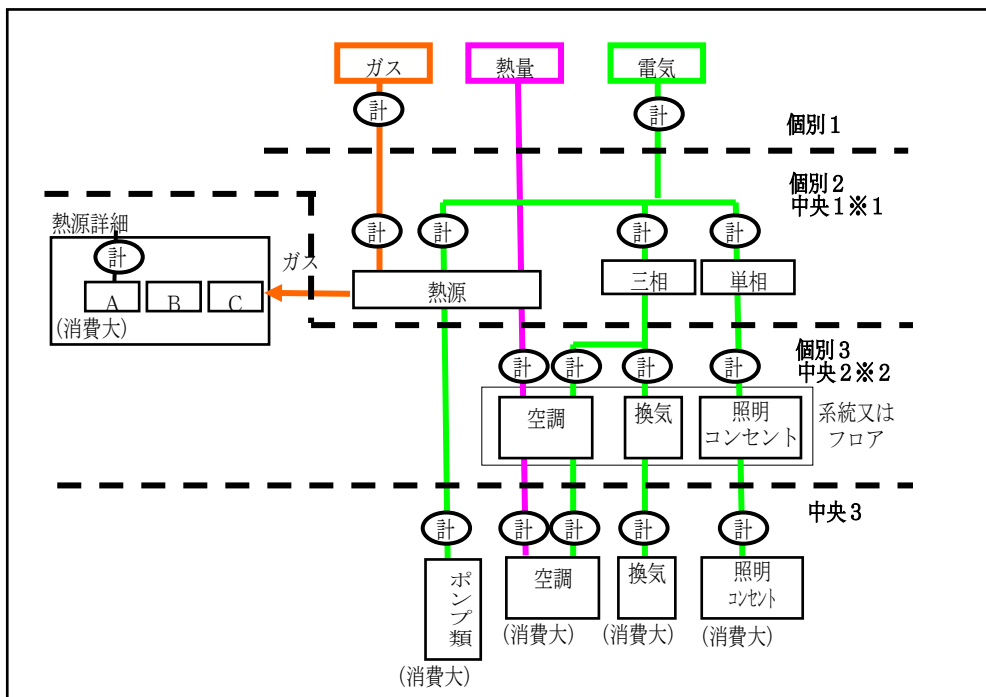 ガス
熱量
電気
計
計
個別1
個別2
中央1※1
計
計
計
計
熱源詳細
計
ガス
A
B
C
(消費大)
熱源
三相
単相
個別3
中央2※2
計
計
計
計
空調
換気
照明
コンセント
系統又は
フロア
中央3
計
計
計
計
計
ポンプ類
空調
換気
照明
コンセント
(消費大)
(消費大)
(消費大)
(消費大)